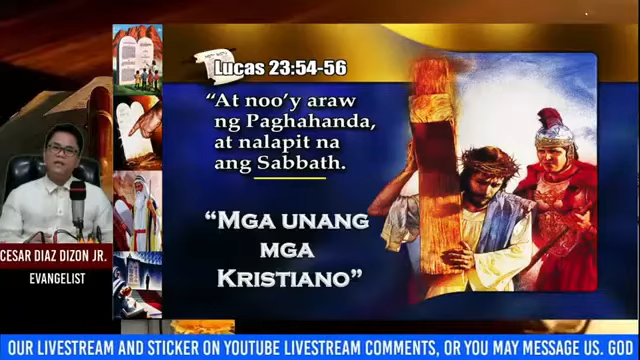 Lucas 23:54-56
“At noo’y araw
ng Paghahanda,
at nalapit na
ang Sabbath.
“MGA UNANG
MGA
KRISTIANO”
CESAR DIAZ DIZON JR.
EVANGELIST
OUR LIVESTREAM AND STICKER ON YOUTUBE LIVESTREAM COMMENTS, OR YOU MAY MESSAGE US. GOD